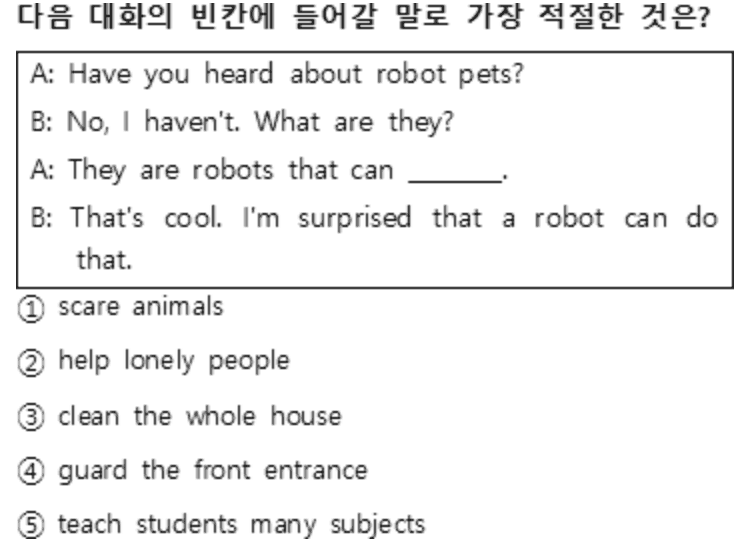 다음 대화의 빈칸에 들어갈 말로 가장 적절한 것은?
A: Have you heard about robot pets?
B: No, I haven't. What are they?
A: They are robots that can _______.
B: That's cool. I'm surprised that a robot can do
that.
① scare animals
② help lonely people
③ clean the whole house
④ guard the front entrance
⑤ teach students many subjects